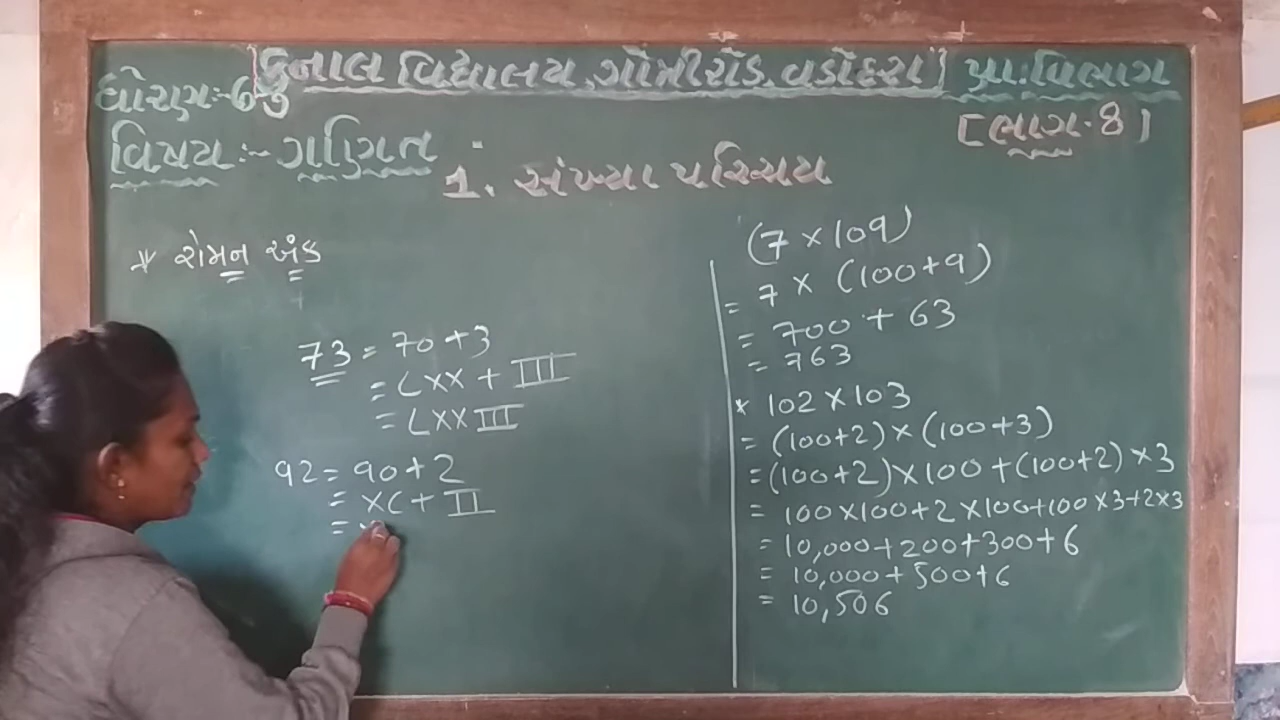 [કુનાલ વિદ્યાલય, ગોત્રીરોડ, વડોદરા] પ્રા.વિભાગ
ધોરણ:-6
[ભાગ-8]
વિષય:- ગણિત
1. સંખ્યા પરિચય
* રોમન અંક
73 = 70+3
= LXX + III
= LXXIII
92 = 90+2
= XC + II
=
(7 × 109)
= 7 × (100+9)
= 700 + 63
= 763
* 102 × 103
= (100+2) × (100+3)
= (100+2) × 100 + (100+2) × 3
= 100 × 100 + 2 × 100 + 100 × 3 + 2 × 3
= 10,000 + 200 + 300 + 6
= 10,000 + 500 + 6
= 10,506